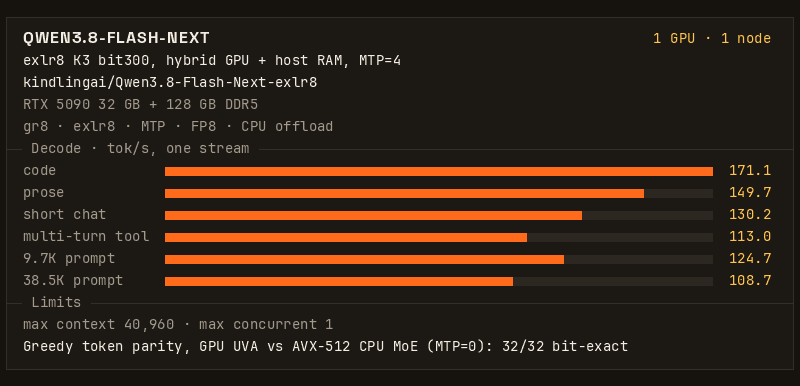 QWEN3.8-FLASH-NEXT 1 GPU · 1 node
exlr8 K3 bit300, hybrid GPU + host RAM, MTP=4
kindlingai/Qwen3.8-Flash-Next-exlr8
RTX 5090 32 GB + 128 GB DDR5
gr8 · exlr8 · MTP · FP8 · CPU offload
Decode · tok/s, one stream
code 171.1
prose 149.7
short chat 130.2
multi-turn tool 113.0
9.7K prompt 124.7
38.5K prompt 108.7
Limits
max context 40,960 · max concurrent 1
Greedy token parity, GPU UVA vs AVX-512 CPU MoE (MTP=0): 32/32 bit-exact